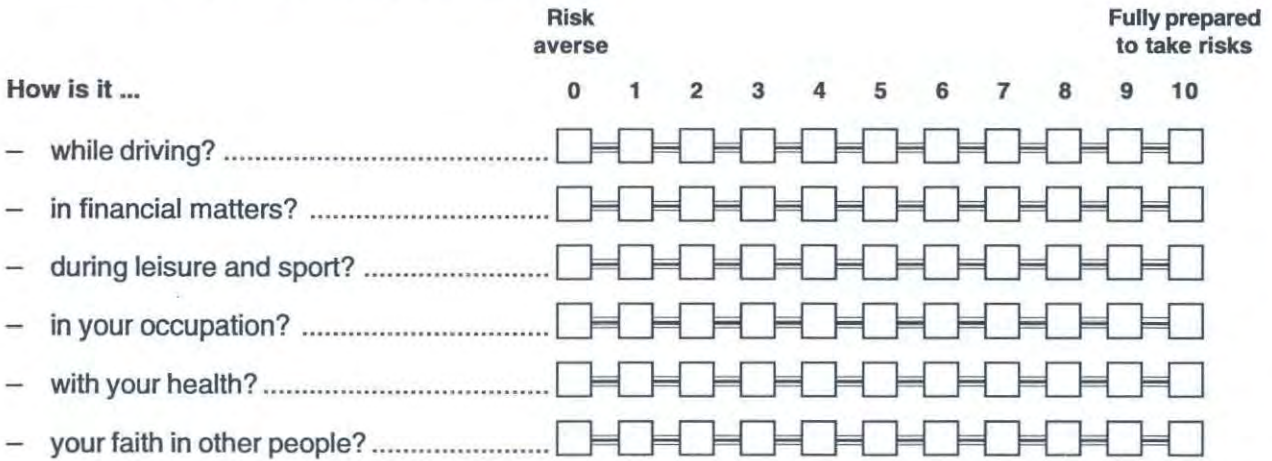 Risk Fully prepared
averse to take risks
How is it ... 0 1 2 3 4 5 6 7 8 9 10
– while driving? ..........................................
– in financial matters? ...............................
– during leisure and sport? ........................
– in your occupation? ................................
– with your health? .....................................
– your faith in other people? .......................